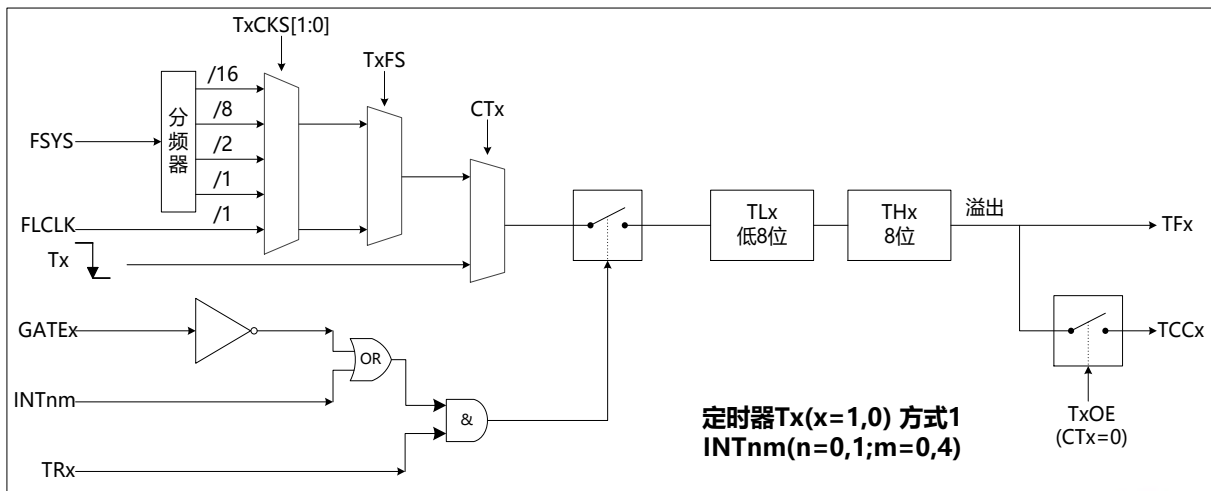 TxCKS[1:0]
TxFS
CTx
/16
/8
/2
/1
/1
FSYS
分频器
FLCLK
Tx
GATEx
INTnm
TRx
OR
&
TLx
低8位
THx
8位
溢出
TFx
TCCx
TxOE
(CTx=0)
定时器Tx(x=1,0) 方式1
INTnm(n=0,1;m=0,4)